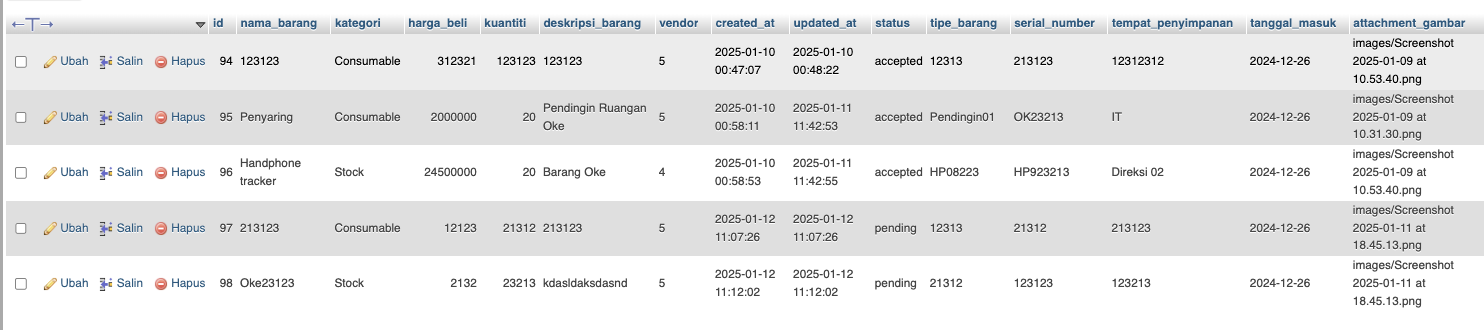 id nama_barang kategori harga_beli kuantiti deskripsi_barang vendor created_at updated_at status tipe_barang serial_number tempat_penyimpanan tanggal_masuk attachment_gambar
Ubah Salin Hapus 94 123123 Consumable 312321 123123 123123 5 2025-01-10 00:47:07 2025-01-10 00:48:22 accepted 12313 213123 12312312 2024-12-26 images/Screenshot 2025-01-09 at 10.53.40.png
Ubah Salin Hapus 95 Penyaring Consumable 2000000 20 Pendingin Ruangan Oke 5 2025-01-10 00:58:11 2025-01-11 11:42:53 accepted Pendingin01 OK23213 IT 2024-12-26 images/Screenshot 2025-01-09 at 10.31.30.png
Ubah Salin Hapus 96 Handphone tracker Stock 24500000 20 Barang Oke 4 2025-01-10 00:58:53 2025-01-11 11:42:55 accepted HP08223 HP923213 Direksi 02 2024-12-26 images/Screenshot 2025-01-09 at 10.53.40.png
Ubah Salin Hapus 97 213123 Consumable 12123 21312 213123 5 2025-01-12 11:07:26 2025-01-12 11:07:26 pending 12313 21312 213123 2024-12-26 images/Screenshot 2025-01-11 at 18.45.13.png
Ubah Salin Hapus 98 Oke23123 Stock 2132 23213 kdasldaksdasnd 5 2025-01-12 11:12:02 2025-01-12 11:12:02 pending 21312 123123 123213 2024-12-26 images/Screenshot 2025-01-11 at 18.45.13.png